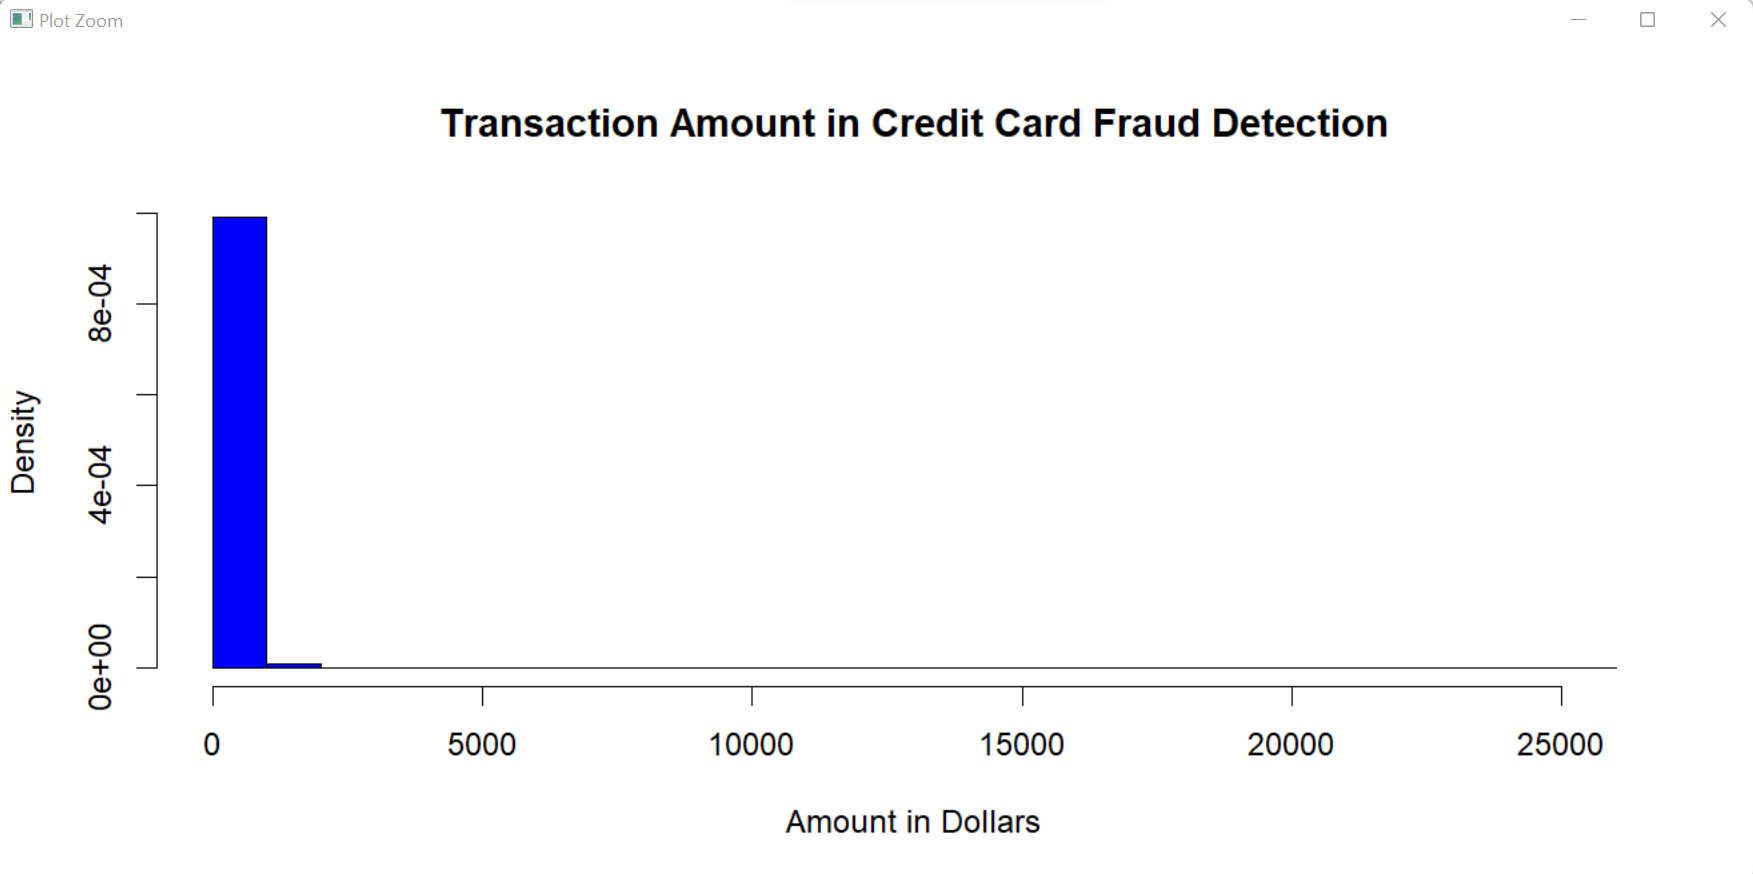 Plot Zoom
Transaction Amount in Credit Card Fraud Detection
Density
8e-04
4e-04
0e+00
0 5000 10000 15000 20000 25000
Amount in Dollars